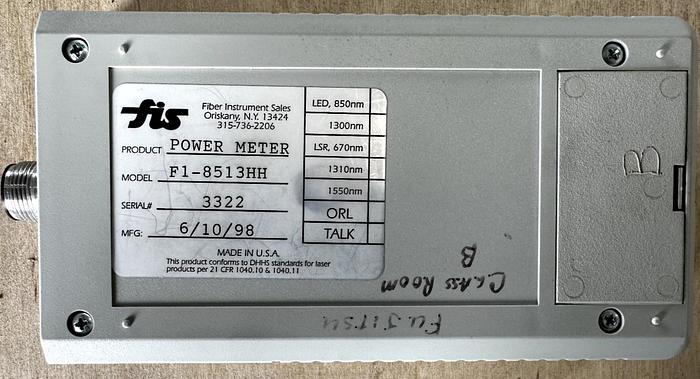 fis
Fiber Instrument Sales
Oriskany, N.Y. 13424
315-736-2206
PRODUCT POWER METER
MODEL F1-8513HH
SERIAL# 3322
MFG: 6/10/98
MADE IN U.S.A.
This product conforms to DHHS standards for laser
products per 21 CFR 1040.10 & 1040.11
LED, 850nm
1300nm
LSR, 670nm
1310nm
1550nm
ORL
TALK
CLASS ROOM
B
FUJITSU
B